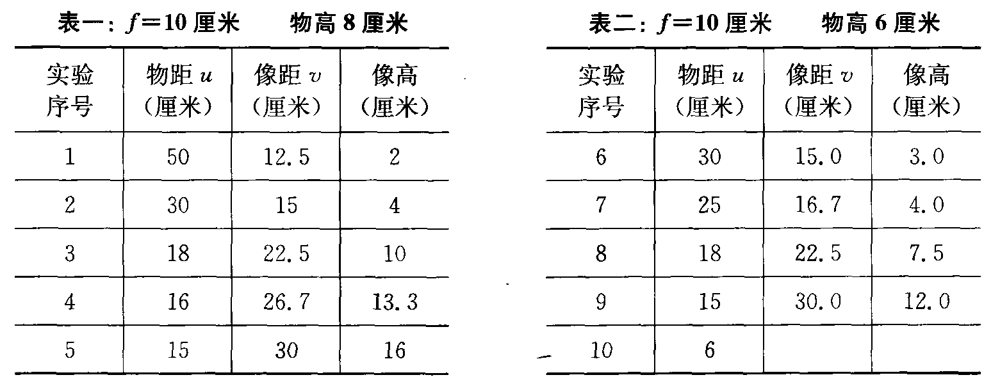 表一: f=10 厘米 物高 8 厘米
实验序号 物距 u (厘米) 像距 v (厘米) 像高 (厘米)
1 50 12.5 2
2 30 15 4
3 18 22.5 10
4 16 26.7 13.3
5 15 30 16
表二: f=10 厘米 物高 6 厘米
实验序号 物距 u (厘米) 像距 v (厘米) 像高 (厘米)
6 30 15.0 3.0
7 25 16.7 4.0
8 18 22.5 7.5
9 15 30.0 12.0
10 6